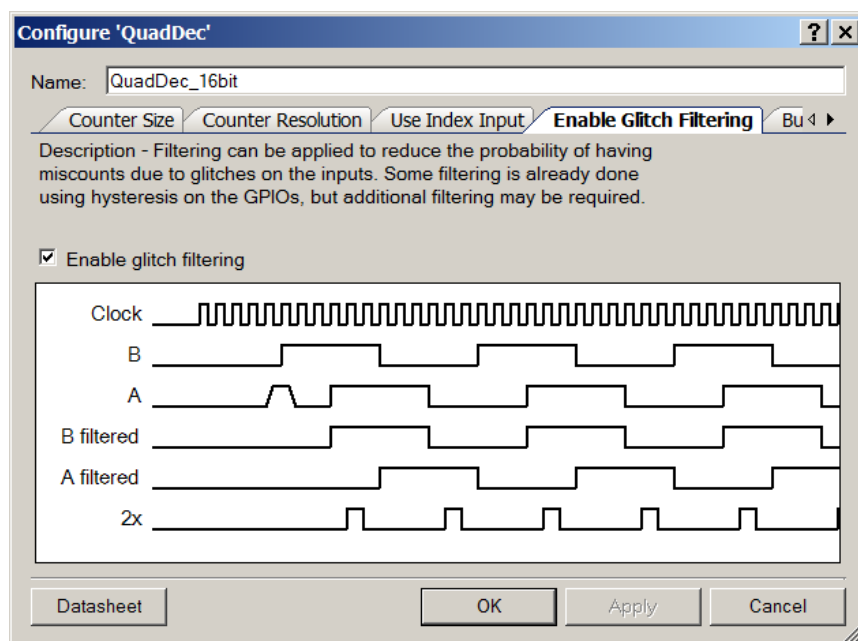 Configure 'QuadDec'
Name: QuadDec_16bit
Counter Size Counter Resolution Use Index Input Enable Glitch Filtering Bu
Description - Filtering can be applied to reduce the probability of having
miscounts due to glitches on the inputs. Some filtering is already done
using hysteresis on the GPIOs, but additional filtering may be required.
Enable glitch filtering
Clock
B
A
B filtered
A filtered
2x
Datasheet OK Apply Cancel